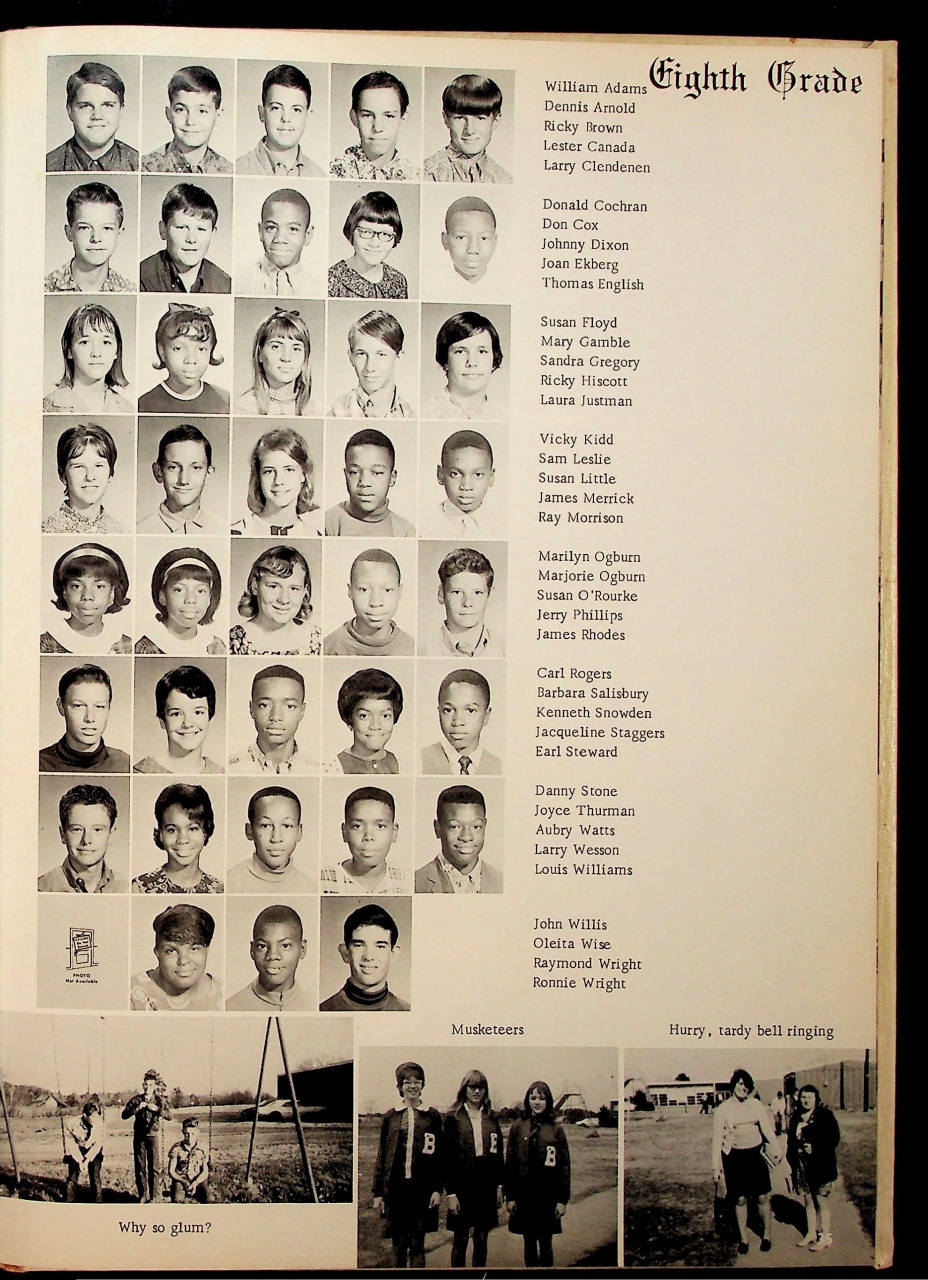 Eighth Grade
William Adams
Dennis Arnold
Ricky Brown
Lester Canada
Larry Clendenen
Donald Cochran
Don Cox
Johnny Dixon
Joan Ekberg
Thomas English
Susan Floyd
Mary Gamble
Sandra Gregory
Ricky Hiscott
Laura Justman
Vicky Kidd
Sam Leslie
Susan Little
James Merrick
Ray Morrison
Marilyn Ogburn
Marjorie Ogburn
Susan O'Rourke
Jerry Phillips
James Rhodes
Carl Rogers
Barbara Salisbury
Kenneth Snowden
Jacqueline Staggers
Earl Steward
Danny Stone
Joyce Thurman
Aubry Watts
Larry Wesson
Louis Williams
John Willis
Oleita Wise
Raymond Wright
Ronnie Wright
PHOTO
Not Available
Musketeers
Hurry, tardy bell ringing
B
E
B
Why so glum?